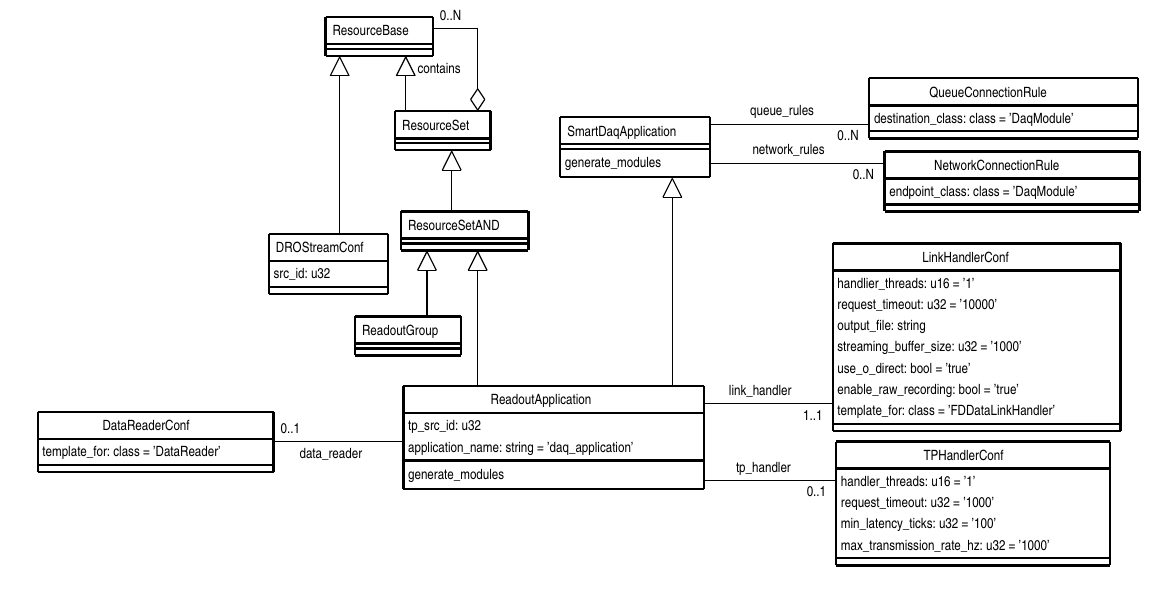 0..N
ResourceBase
contains
ResourceSet
ResourceSetAND
DROStreamConf
src_id: u32
ReadoutGroup
SmartDaqApplication
generate_modules
queue_rules
0..N
network_rules
0..N
QueueConnectionRule
destination_class: class = 'DaqModule'
NetworkConnectionRule
endpoint_class: class = 'DaqModule'
LinkHandlerConf
handlier_threads: u16 = '1'
request_timeout: u32 = '10000'
output_file: string
streaming_buffer_size: u32 = '1000'
use_o_direct: bool = 'true'
enable_raw_recording: bool = 'true'
template_for: class = 'FDDataLinkHandler'
link_handler
1..1
ReadoutApplication
tp_src_id: u32
application_name: string = 'daq_application'
generate_modules
DataReaderConf
template_for: class = 'DataReader'
0..1
data_reader
tp_handler
0..1
TPHandlerConf
handler_threads: u16 = '1'
request_timeout: u32 = '1000'
min_latency_ticks: u32 = '100'
max_transmission_rate_hz: u32 = '1000'